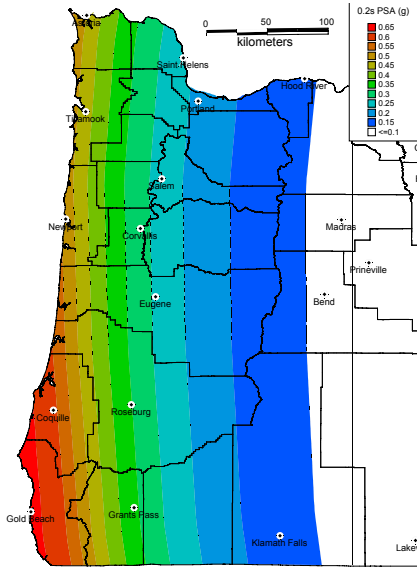 0.2s PSA (g)
0.65
0.6
0.55
0.5
0.45
0.4
0.35
0.3
0.25
0.2
0.15
<=0.1
0 50 100
kilometers
Astoria
Saint Helens
Hood River
Portland
Tillamook
Salem
Newport
Corvallis
Madras
Prineville
Eugene
Bend
Coquille
Roseburg
Gold Beach
Grants Pass
Klamath Falls
Lake